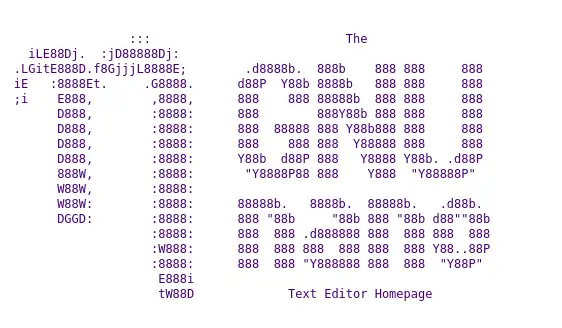 :::                           The
  iLE88Dj.  :jD88888Dj:
.LGitE888D.f8GjjjL8888E;        .d8888b.  888b    888 888     888
iE   :8888Et.     .G8888.      d88P  Y88b 8888b   888 888     888
;i    E888,        ,8888,      888    888 88888b  888 888     888
      D888,        :8888:      888        888Y88b 888 888     888
      D888,        :8888:      888  88888 888 Y88b888 888     888
      D888,        :8888:      888    888 888  Y88888 888     888
      D888,        :8888:      Y88b  d88P 888   Y8888 Y88b. .d88P
      888W,        :8888:       "Y8888P88 888    Y888  "Y88888P"
      W88W,        :8888:
      W88W:        :8888:      88888b.   8888b.  88888b.   .d88b.
      DGGD:        :8888:      888 "88b     "88b 888 "88b d88""88b
                   :8888:      888  888 .d888888 888  888 888  888
                   :W888:      888  888 888  888 888  888 Y88..88P
                   :8888:      888  888 "Y888888 888  888  "Y88P"
                    E888i
                    tW88D             Text Editor Homepage